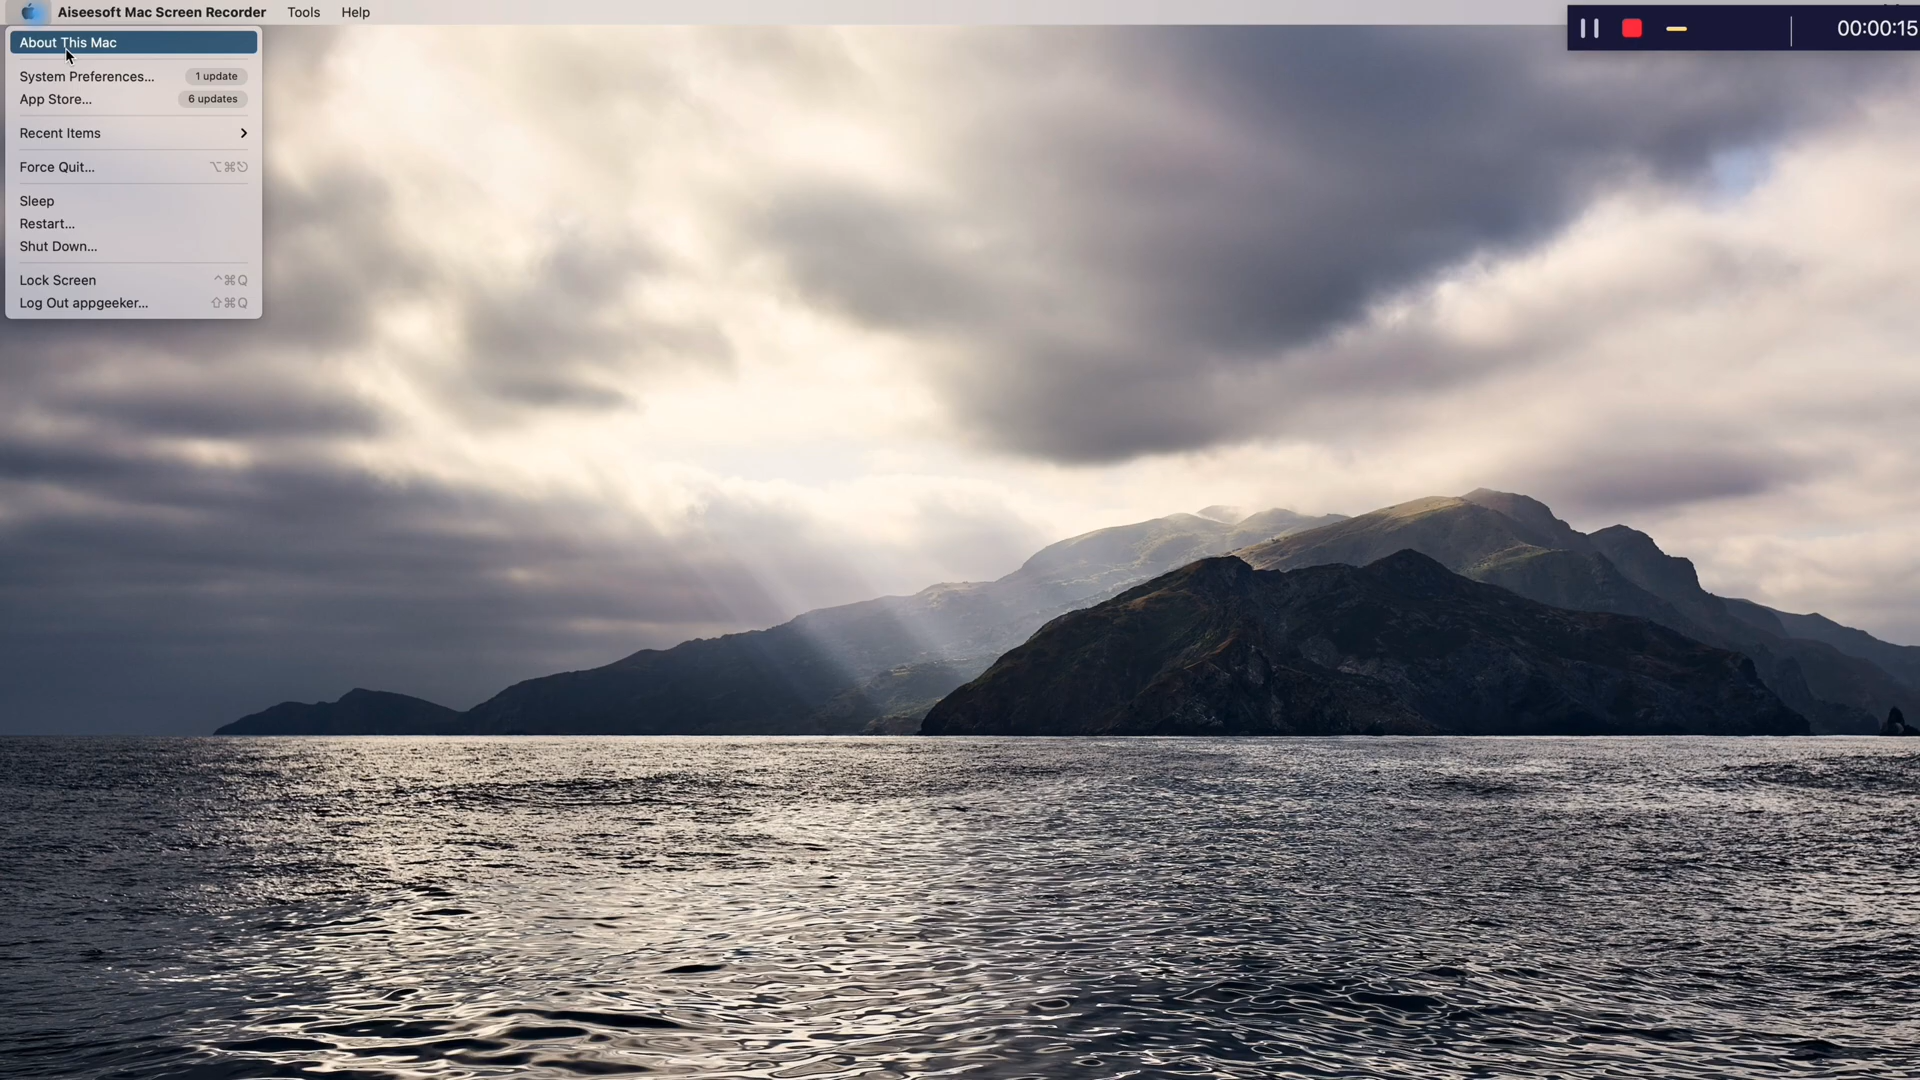 Aiseesoft Mac Screen Recorder Tools Help
00:00:15
About This Mac
System Preferences... 1 update
App Store... 6 updates
Recent Items
Force Quit... ⌥⌘⎋
Sleep
Restart...
Shut Down...
Lock Screen ^⌘Q
Log Out appgeeker... ⇧⌘Q